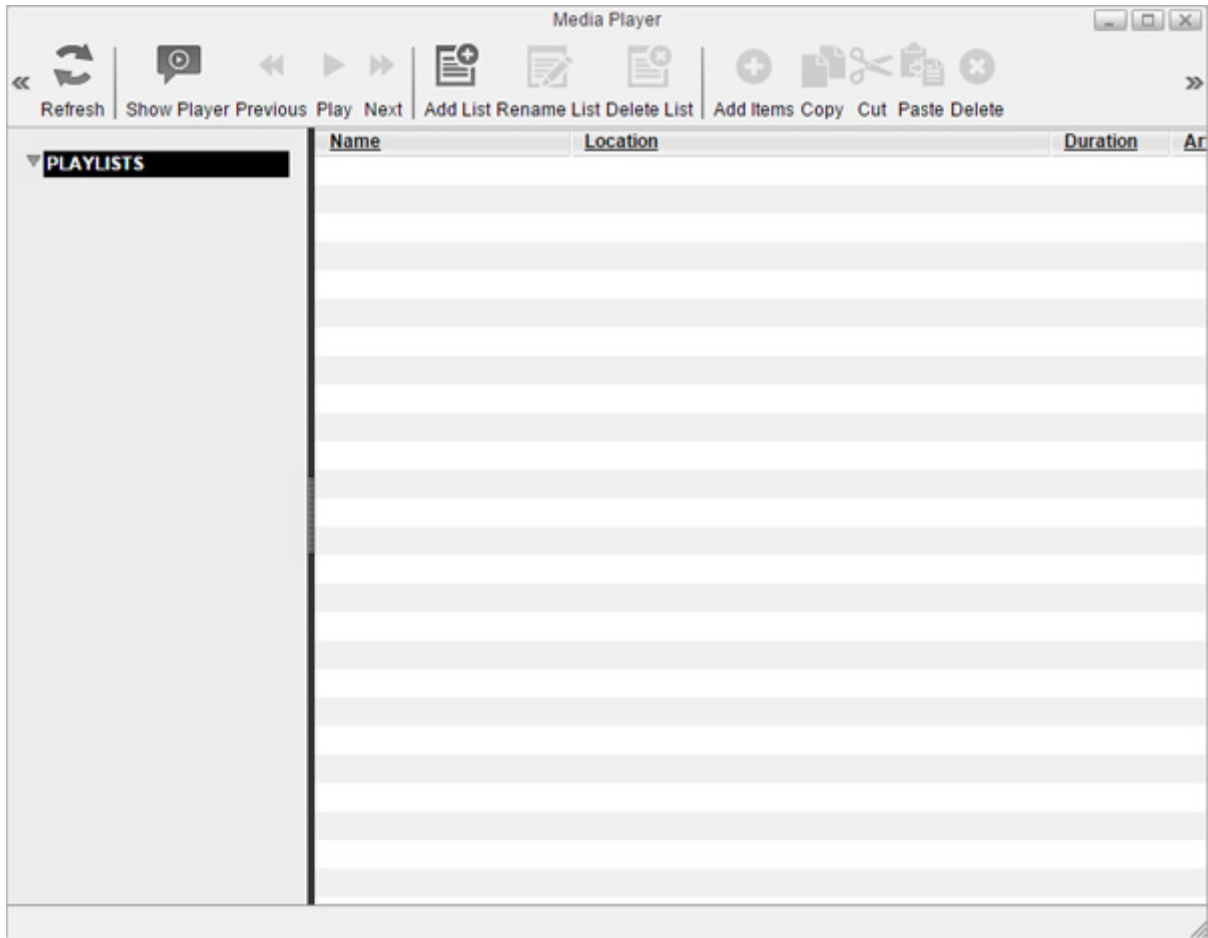 Media Player
Refresh Show Player Previous Play Next Add List Rename List Delete List Add Items Copy Cut Paste Delete
Name Location Duration Ar
PLAYLISTS